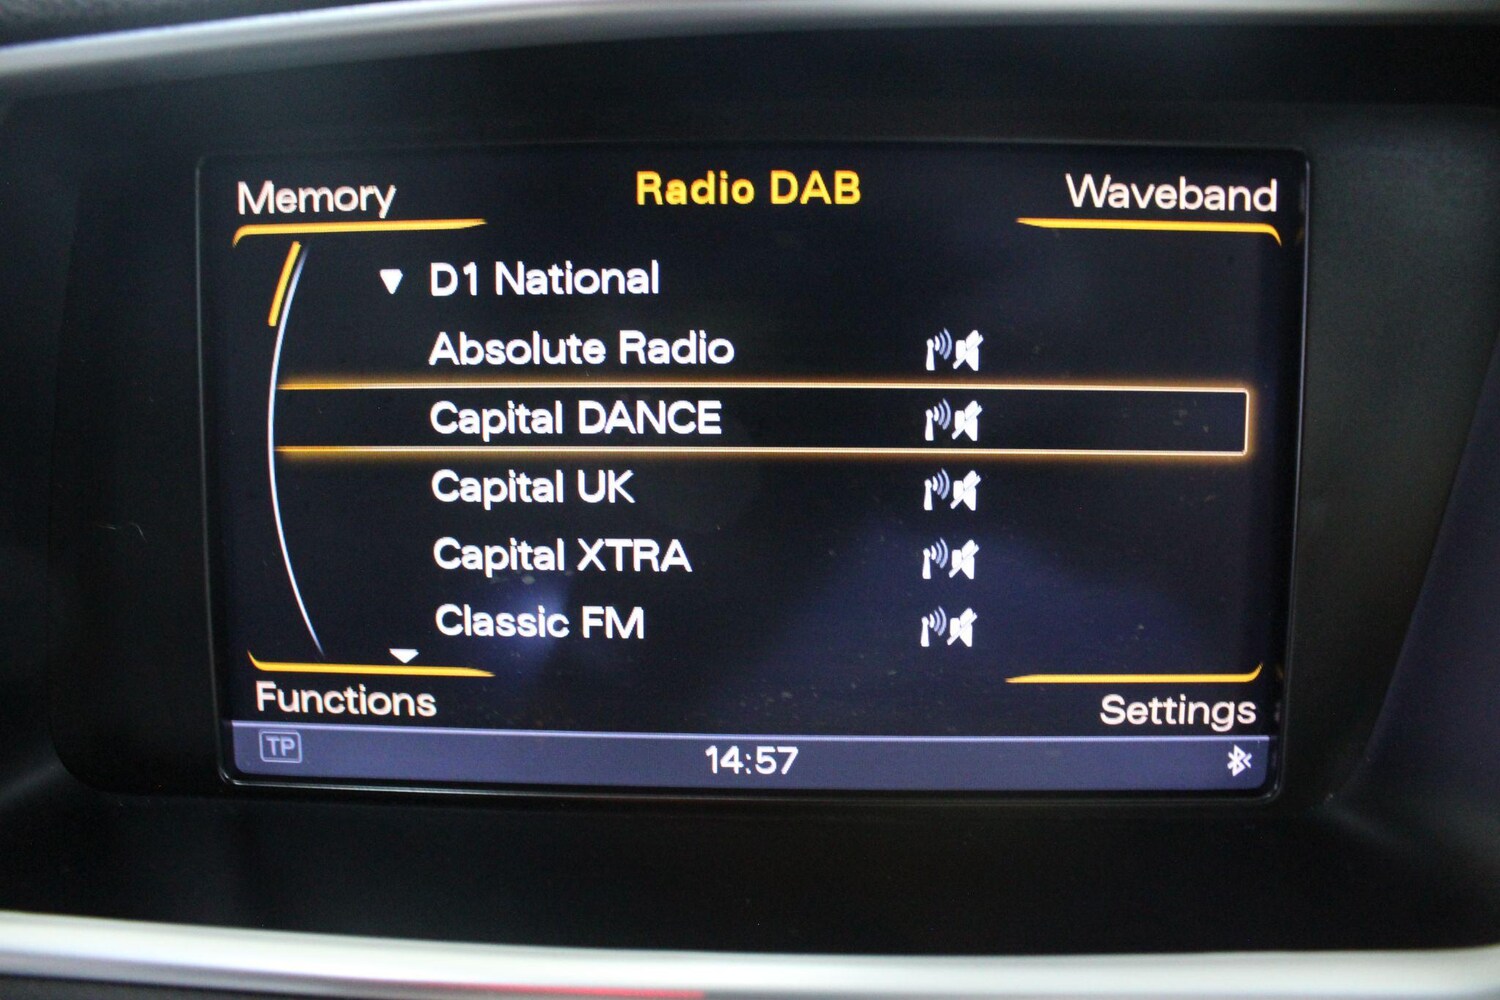 Memory
Radio DAB
Waveband
D1 National
Absolute Radio
Capital DANCE
Capital UK
Capital XTRA
Classic FM
Functions
Settings
TP
14:57